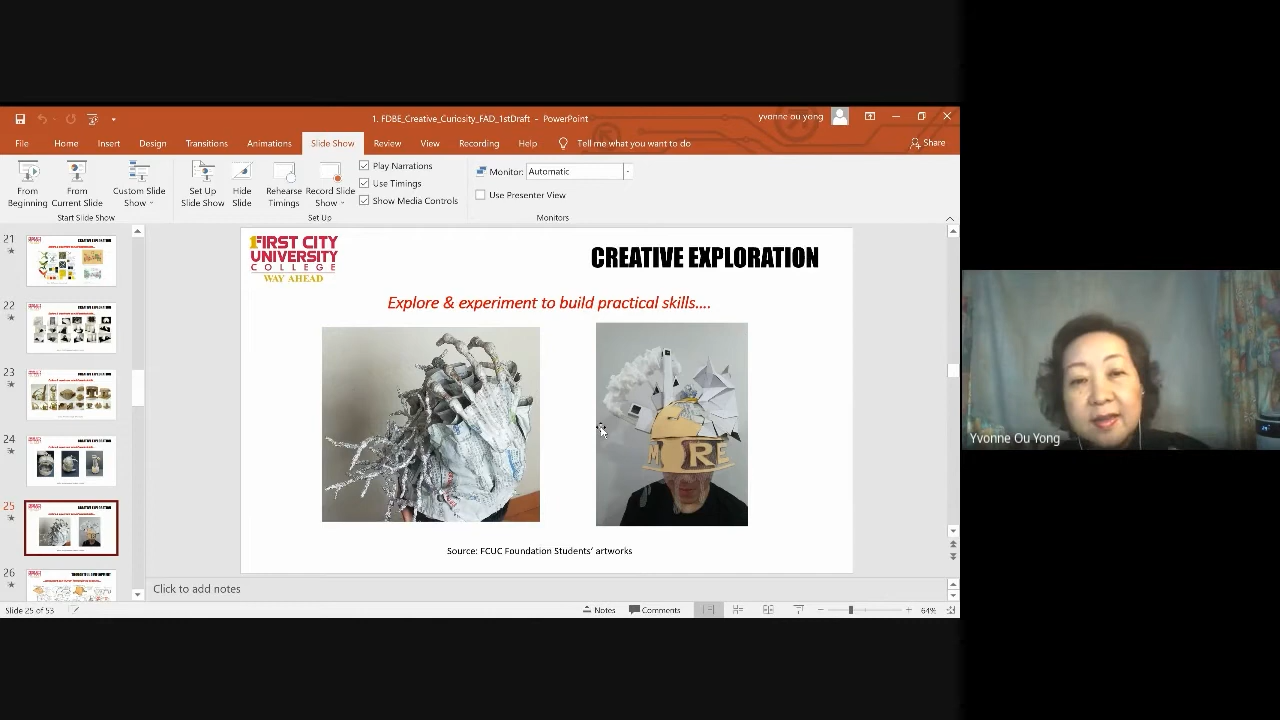 1. FDBE_Creative_Curiosity_FAD_1stDraft - PowerPoint
yvonne ou yong
File Home Insert Design Transitions Animations Slide Show Review View Recording Help Tell me what you want to do
Share
From Beginning
From Current Slide
Custom Slide Show
Set Up Slide Show
Hide Slide
Rehearse Timings
Record Slide Show
Play Narrations
Use Timings
Show Media Controls
Monitor: Automatic
Use Presenter View
Start Slide Show
Set Up
Monitors
21
22
23
24
25
26
FIRST CITY
UNIVERSITY
COLLEGE
WAY AHEAD
CREATIVE EXPLORATION
Explore & experiment to build practical skills....
MORE
Source: FCUC Foundation Students' artworks
Click to add notes
Slide 25 of 53
Notes
Comments
64%
Yvonne Ou Yong